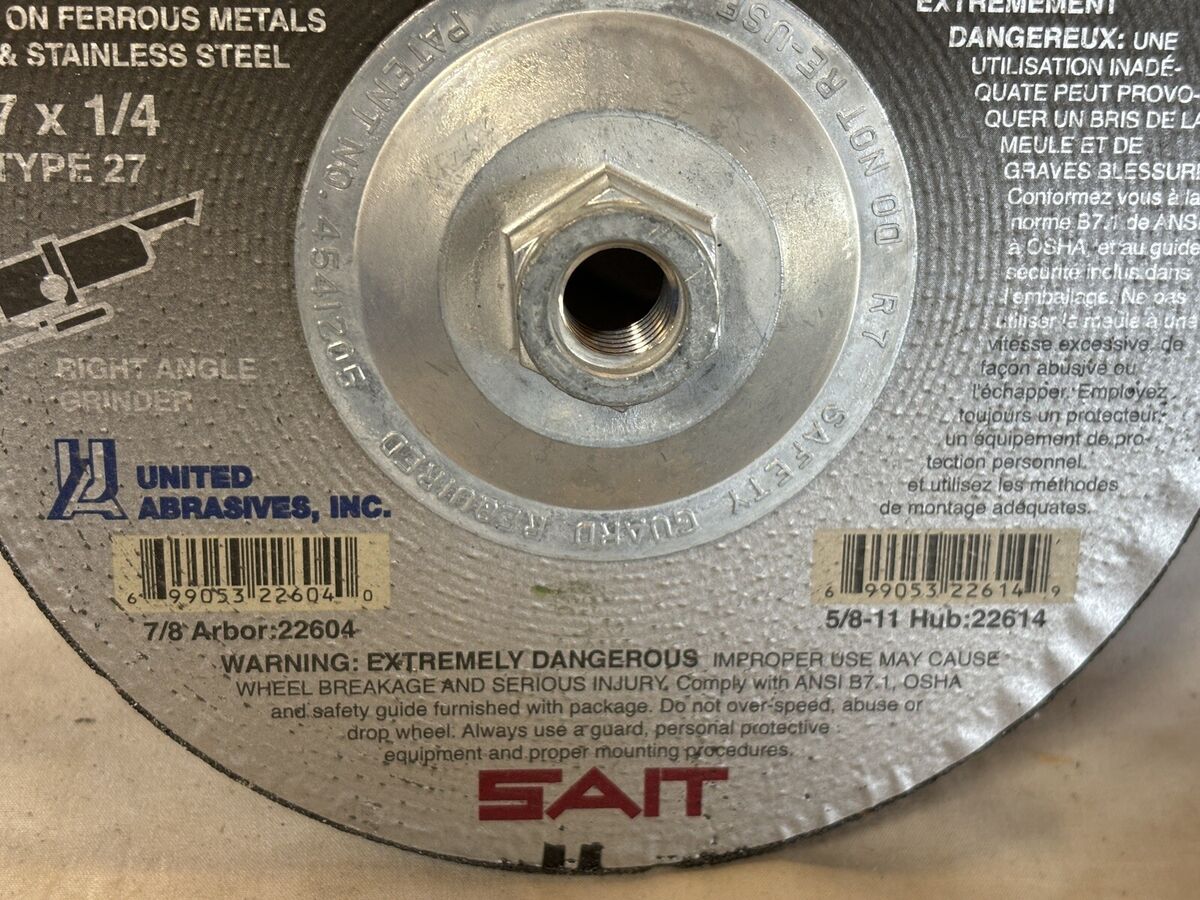 ON FERROUS METALS
& STAINLESS STEEL
7 x 1/4
TYPE 27
RIGHT ANGLE
GRINDER
UNITED
ABRASIVES, INC.
6 99053 22604 0
7/8 Arbor:22604
PATENT NO. 4541205
DO NOT RE-USE
R7
SAFETY GUARD REQUIRED
EXTRÊMEMENT
DANGEREUX: UNE
UTILISATION INADÉ-
QUATE PEUT PROVO-
QUER UN BRIS DE LA
MEULE ET DE
GRAVES BLESSURE
Conformez vous à la
norme B7.1 de ANSI
à OSHA, et au guide
sécurité inclus dans
l'emballage. Ne pas
utiliser la meule à une
vitesse excessive, de
façon abusive ou
l'échapper. Employez
toujours un protecteur,
un équipement de pro-
tection personnel.
et utilisez les méthodes
de montage adéquates.
6 99053 22614 9
5/8-11 Hub:22614
WARNING: EXTREMELY DANGEROUS IMPROPER USE MAY CAUSE
WHEEL BREAKAGE AND SERIOUS INJURY. Comply with ANSI B7.1, OSHA
and safety guide furnished with package. Do not over-speed, abuse or
drop wheel. Always use a guard, personal protective
equipment and proper mounting procedures.
SAIT